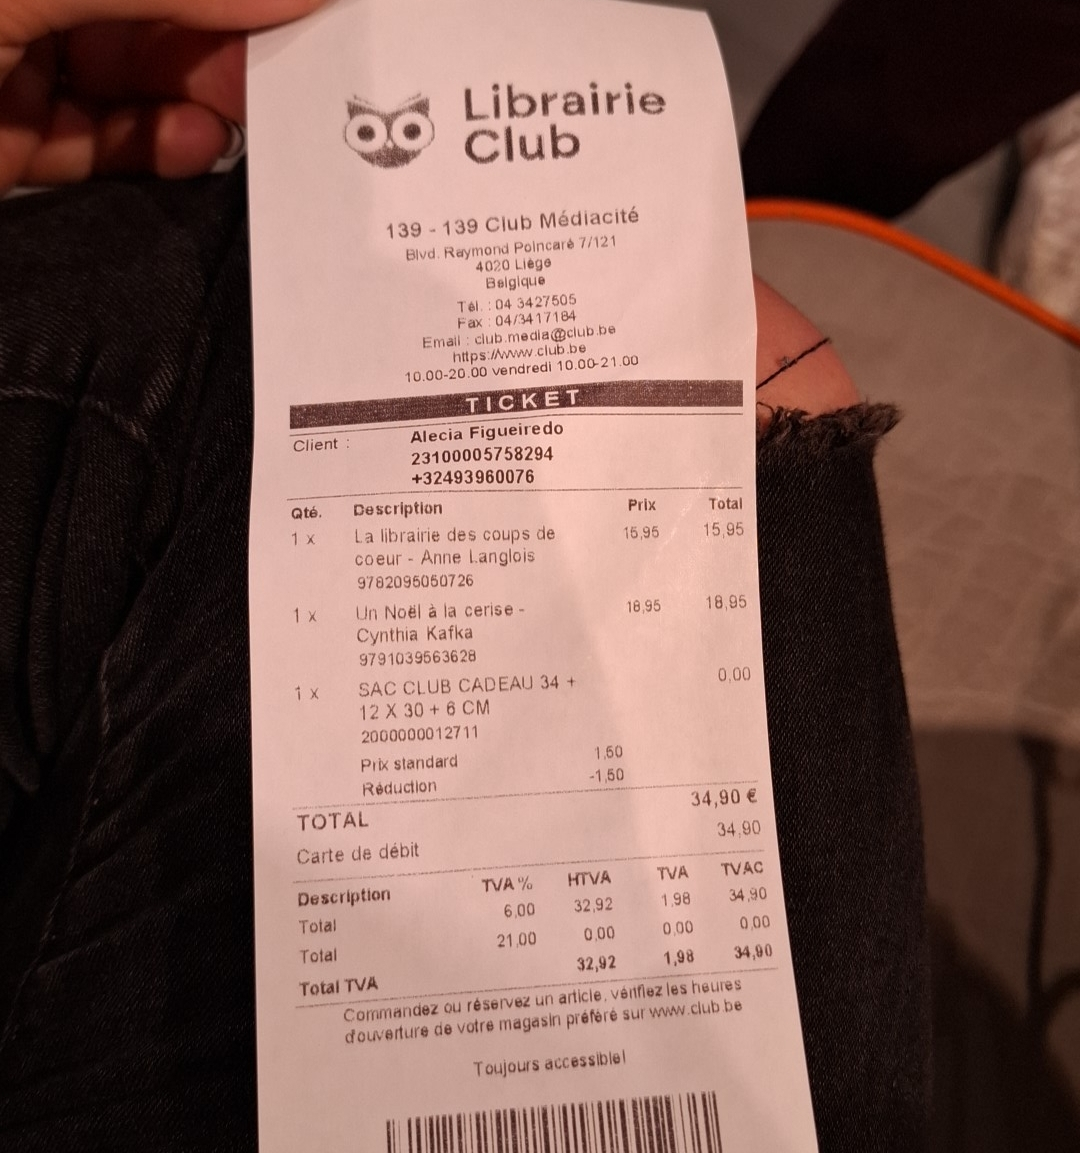 Librairie
Club
139 - 139 Club Médiacité
Blvd. Raymond Poincaré 7/121
4020 Liège
Belgique
Tél. : 04 3427505
Fax : 04/3417184
Email : club.media@club.be
https://www.club.be
10.00-20.00 vendredi 10.00-21.00
TICKET
Client : Alecia Figueiredo
23100005758294
+32493960076
Qté. Description Prix Total
1 x La librairie des coups de 15,95 15,95
coeur - Anne Langlois
9782095050726
1 x Un Noël à la cerise - 18,95 18,95
Cynthia Kafka
9791039563628
1 x SAC CLUB CADEAU 34 + 0,00
12 X 30 + 6 CM
2000000012711
Prix standard 1,50
Réduction -1,50
TOTAL 34,90 €
Carte de débit 34,90
Description TVA % HTVA TVA TVAC
Total 6,00 32,92 1,98 34,90
Total 21,00 0,00 0,00 0,00
Total TVA 32,92 1,98 34,90
Commandez ou réservez un article, vérifiez les heures
d'ouverture de votre magasin préféré sur www.club.be
Toujours accessible!